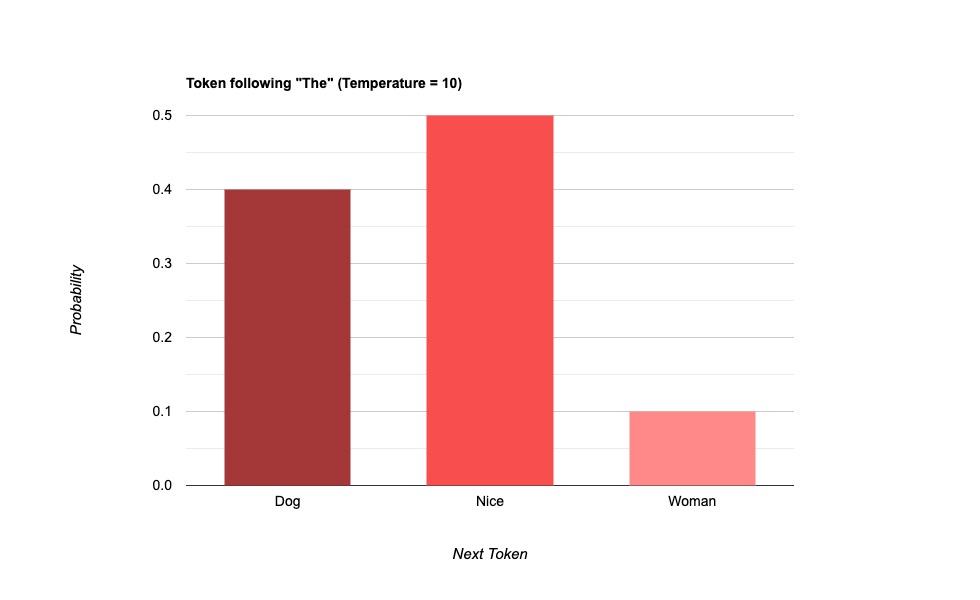 Token following "The" (Temperature = 10)
0.5
0.4
0.3
0.2
0.1
0.0
Probability
Dog Nice Woman
Next Token